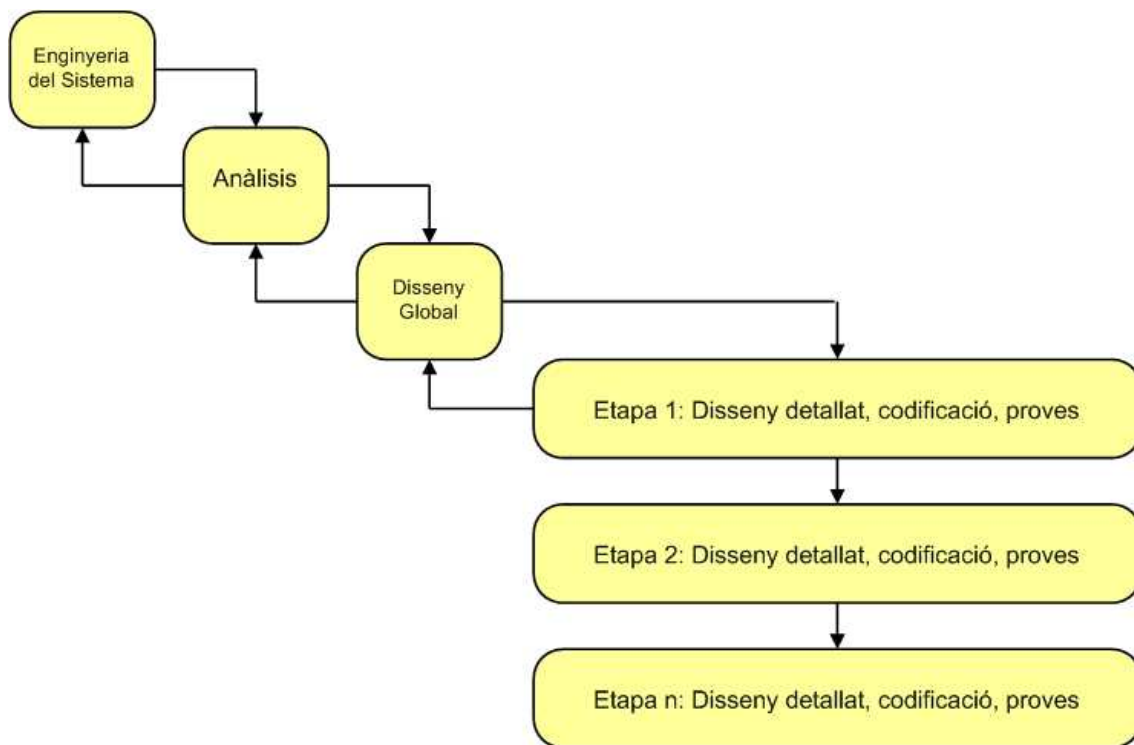 Enginyeria
del Sistema
Anàlisis
Disseny
Global
Etapa 1: Disseny detallat, codificació, proves
Etapa 2: Disseny detallat, codificació, proves
Etapa n: Disseny detallat, codificació, proves